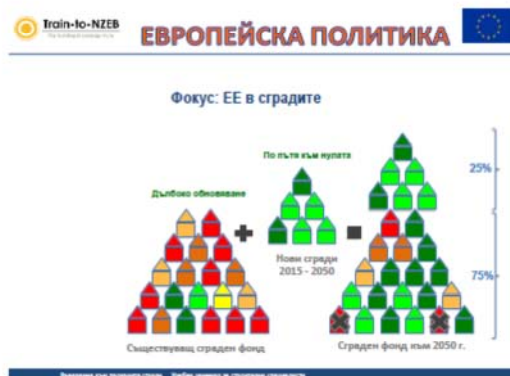 Train-to-NZEB
ЕВРОПЕЙСКА ПОЛИТИКА
Фокус: ЕЕ в сградите
По пътя към нулата
25%
Дълбоко обновяване
Нови сгради
2015 - 2050
75%
Съществуващ сграден фонд
Сграден фонд към 2050 г.